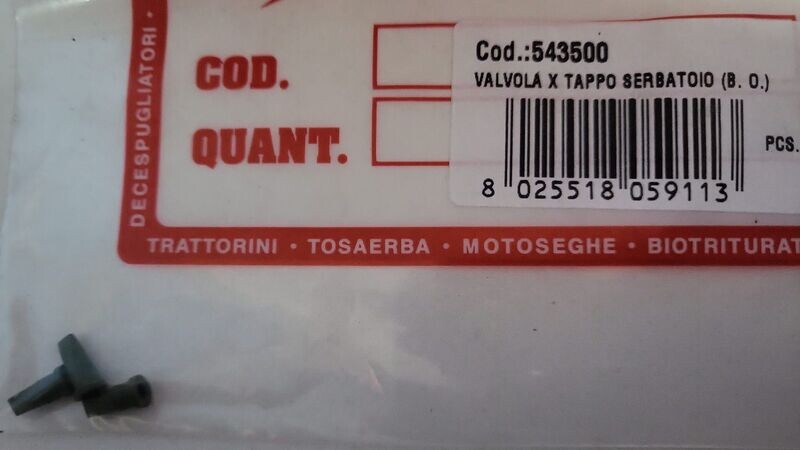 DECESPUGLIATORI •
COD.
QUANT.
Cod.:543500
VALVOLA X TAPPO SERBATOIO (B. O.)
PCS.
8 025518 059113
TRATTORINI • TOSAERBA • MOTOSEGHE • BIOTRITURAT